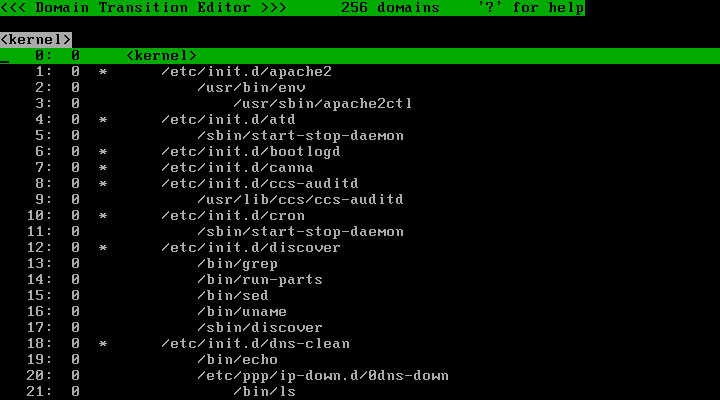 <<< Domain Transition Editor >>>      256 domains    '?' for help
<kernel>
0:  0     <kernel>
1:  0  *      /etc/init.d/apache2
2:  0             /usr/bin/env
3:  0                 /usr/sbin/apache2ctl
4:  0  *      /etc/init.d/atd
5:  0             /sbin/start-stop-daemon
6:  0  *      /etc/init.d/bootlogd
7:  0  *      /etc/init.d/canna
8:  0  *      /etc/init.d/ccs-auditd
9:  0             /usr/lib/ccs/ccs-auditd
10:  0  *      /etc/init.d/cron
11:  0             /sbin/start-stop-daemon
12:  0  *      /etc/init.d/discover
13:  0             /bin/grep
14:  0             /bin/run-parts
15:  0             /bin/sed
16:  0             /bin/uname
17:  0             /sbin/discover
18:  0  *      /etc/init.d/dns-clean
19:  0             /bin/echo
20:  0             /etc/ppp/ip-down.d/0dns-down
21:  0                 /bin/ls